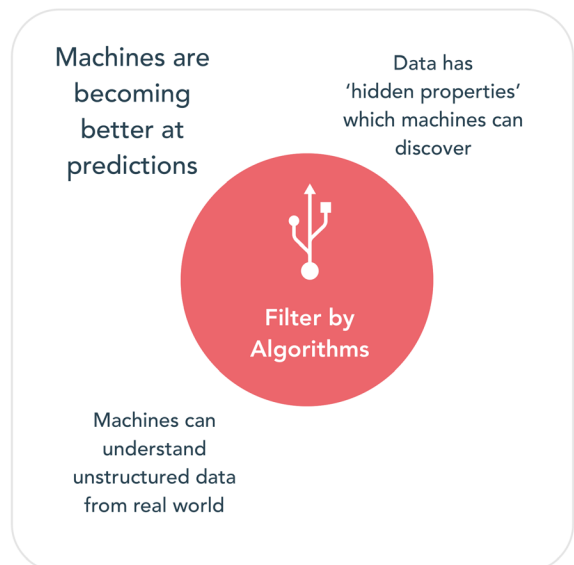 Machines are
becoming
better at
predictions
Data has
‘hidden properties’
which machines can
discover
Filter by
Algorithms
Machines can
understand
unstructured data
from real world